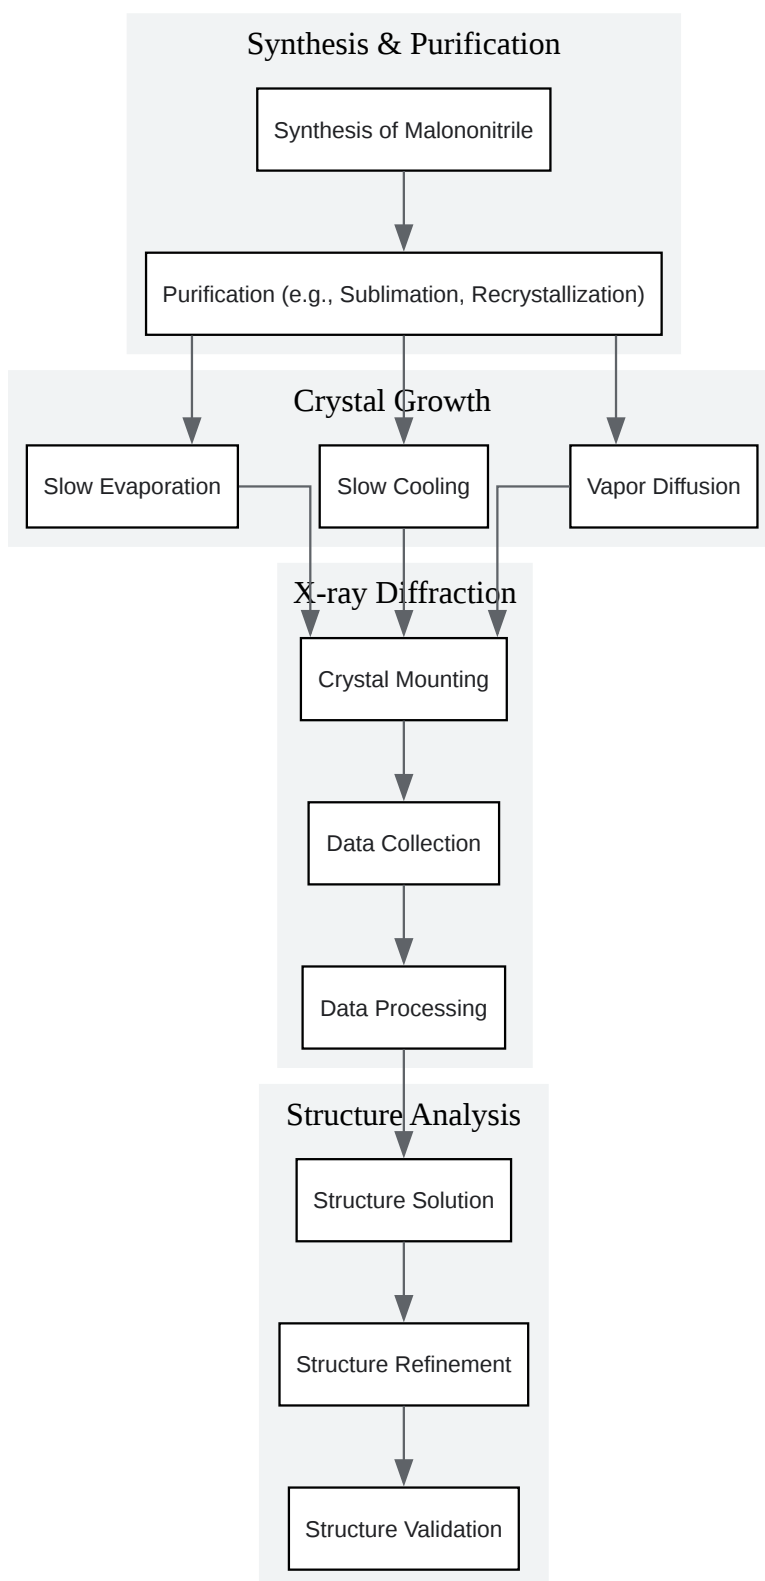 Synthesis & Purification
Synthesis of Malononitrile
Purification (e.g., Sublimation, Recrystallization)
Crystal Growth
Slow Evaporation
Slow Cooling
Vapor Diffusion
X-ray Diffraction
Crystal Mounting
Data Collection
Data Processing
Structure Analysis
Structure Solution
Structure Refinement
Structure Validation